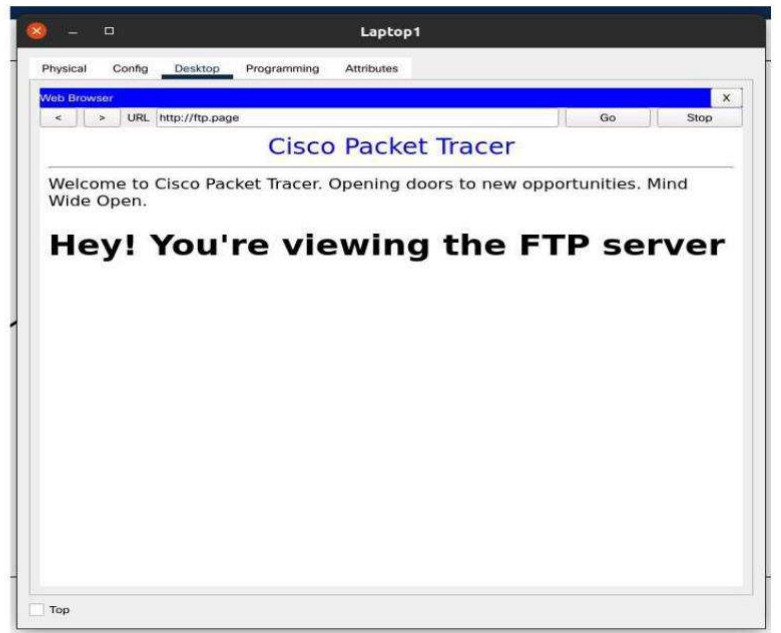 Laptop1
Physical Config Desktop Programming Attributes
Web Browser
X
< > URL http://ftp.page Go Stop
Cisco Packet Tracer
Welcome to Cisco Packet Tracer. Opening doors to new opportunities. Mind
Wide Open.
Hey! You're viewing the FTP server
Top